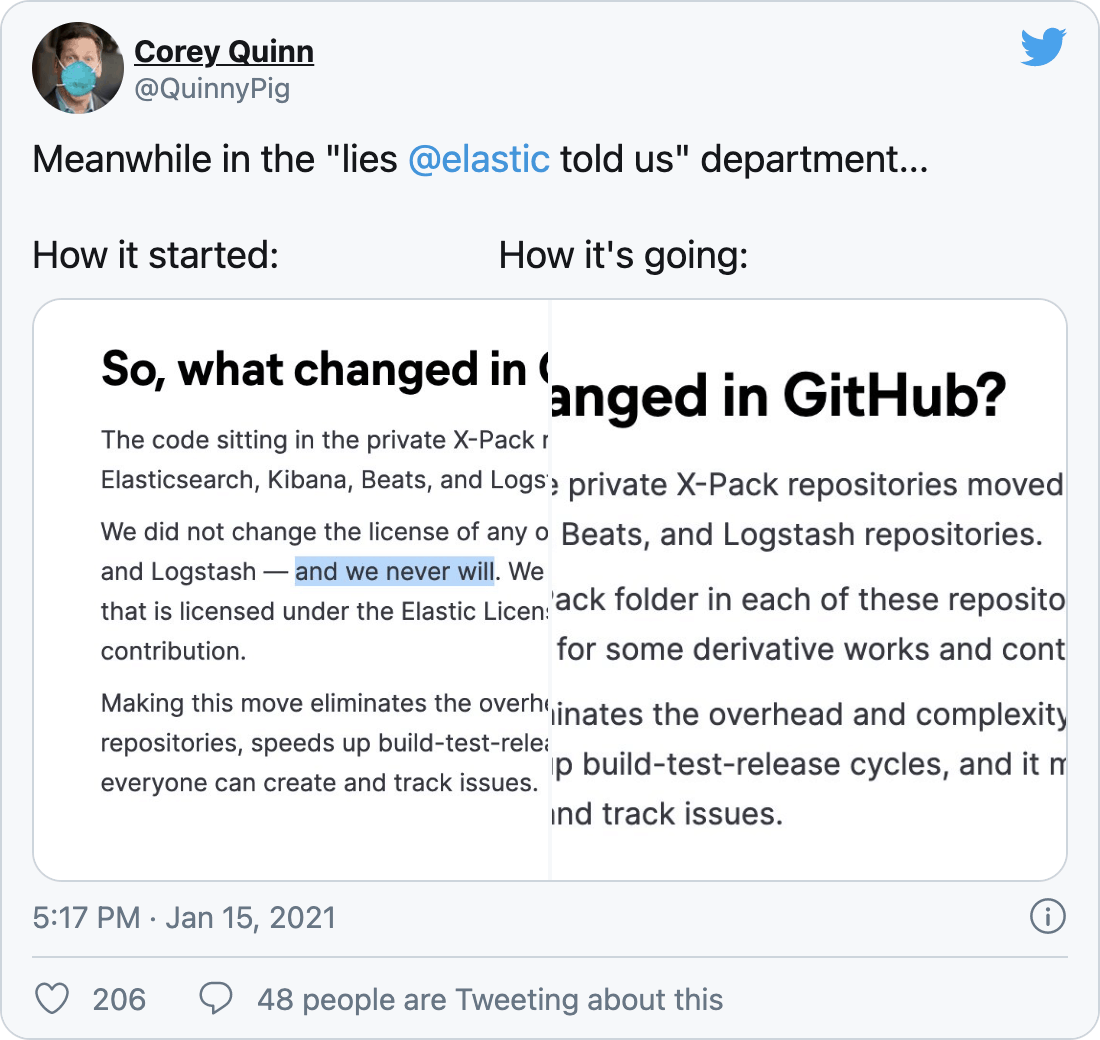 Corey Quinn
@QuinnyPig
Meanwhile in the "lies @elastic told us" department...
How it started: How it's going:
So, what changed in
The code sitting in the private X-Pack
Elasticsearch, Kibana, Beats, and Logs
We did not change the license of any o
and Logstash — and we never will. We
that is licensed under the Elastic Licens
contribution.
Making this move eliminates the overhe
repositories, speeds up build-test-relea
everyone can create and track issues.
anged in GitHub?
private X-Pack repositories moved
Beats, and Logstash repositories.
ack folder in each of these reposito
for some derivative works and cont
inates the overhead and complexity
p build-test-release cycles, and it m
nd track issues.
5:17 PM · Jan 15, 2021
206 48 people are Tweeting about this